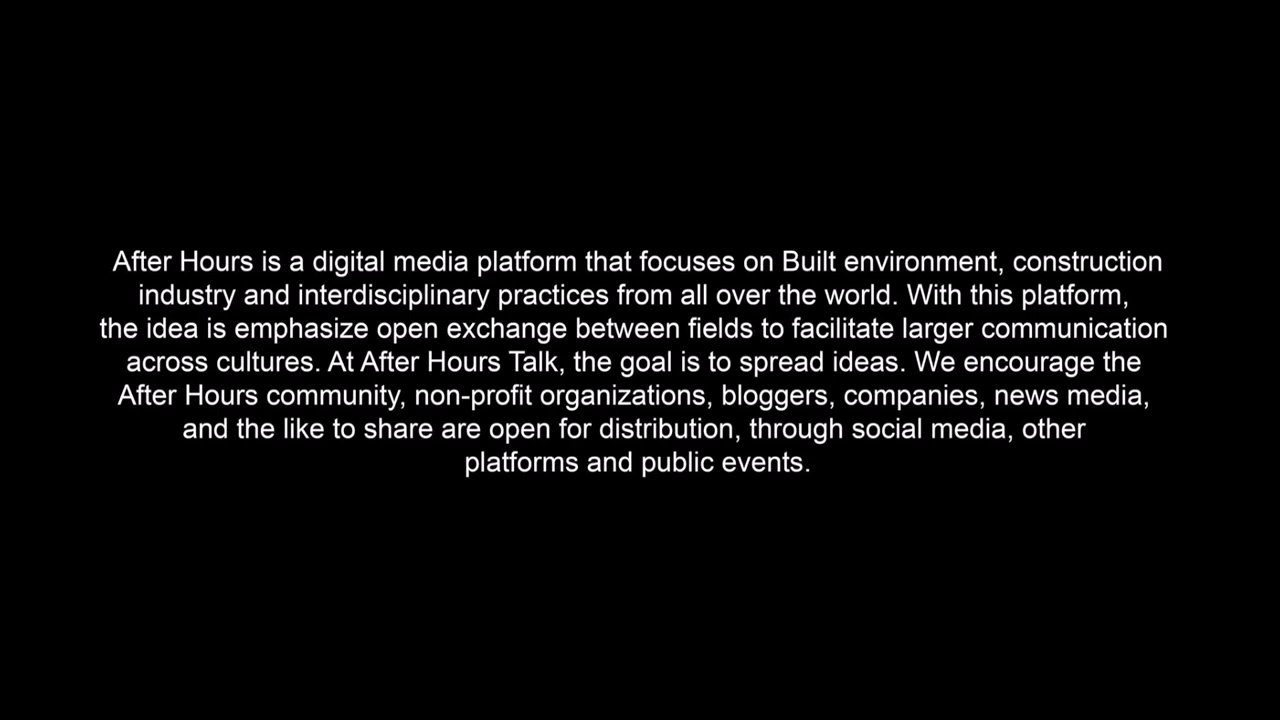 After Hours is a digital media platform that focuses on Built environment, construction
industry and interdisciplinary practices from all over the world. With this platform,
the idea is emphasize open exchange between fields to facilitate larger communication
across cultures. At After Hours Talk, the goal is to spread ideas. We encourage the
After Hours community, non-profit organizations, bloggers, companies, news media,
and the like to share are open for distribution, through social media, other
platforms and public events.